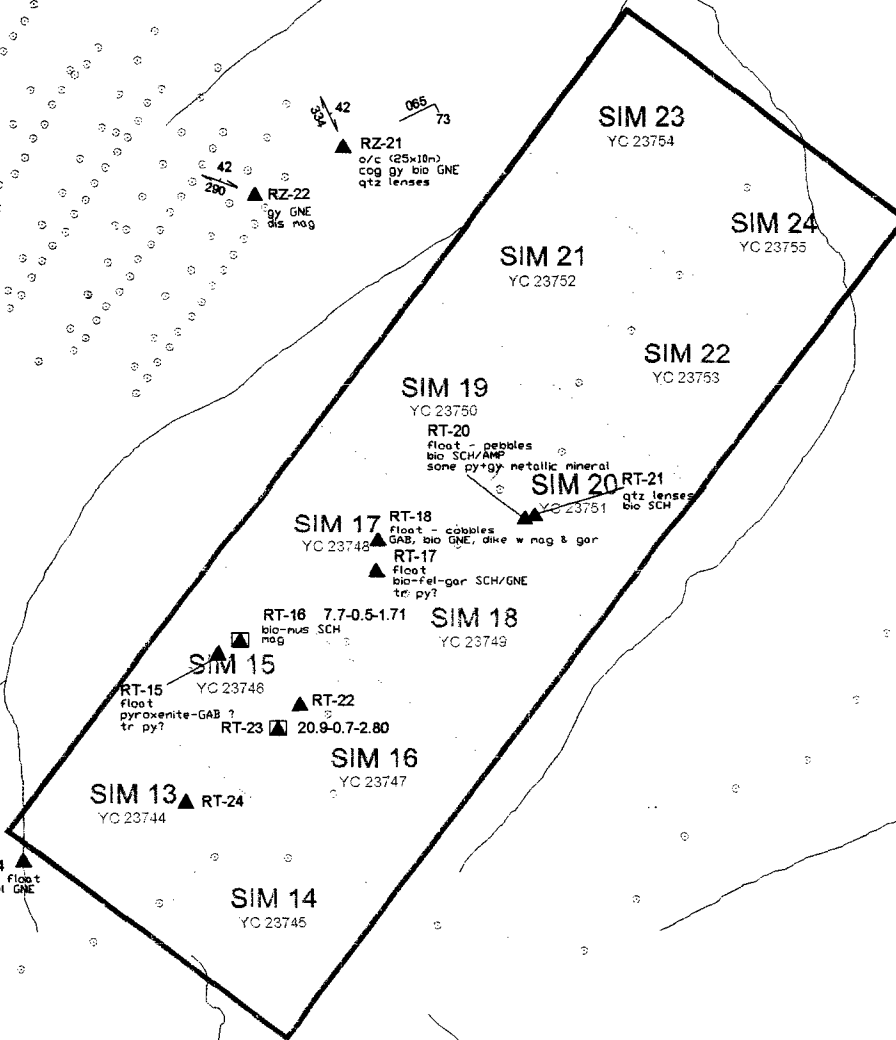 SIM 23
YC 23754
334
42
065
73
RZ-21
o/c (25x10m)
cog gy bio GNE
qtz lenses
42
290
RZ-22
gy GNE
dis mag
SIM 24
YC 23755
SIM 21
YC 23752
SIM 22
YC 23753
SIM 19
YC 23750
RT-20
float - pebbles
bio SCH/AMP
some py+gy metallic mineral
SIM 20
YC 23751
RT-21
qtz lenses
bio SCH
SIM 17
YC 23748
RT-18
float - cobbles
GAB, bio GNE, dike w mag & gar
RT-17
float
bio-fel-gar SCH/GNE
tr py?
SIM 18
YC 23749
RT-16 7.7-0.5-1.71
bio-mus SCH
mag
SIM 15
YC 23746
RT-15
float
pyroxenite-GAB ?
tr py?
RT-22
RT-23 20.9-0.7-2.80
SIM 16
YC 23747
SIM 13
YC 23744
RT-24
4
float
GNE
SIM 14
YC 23745